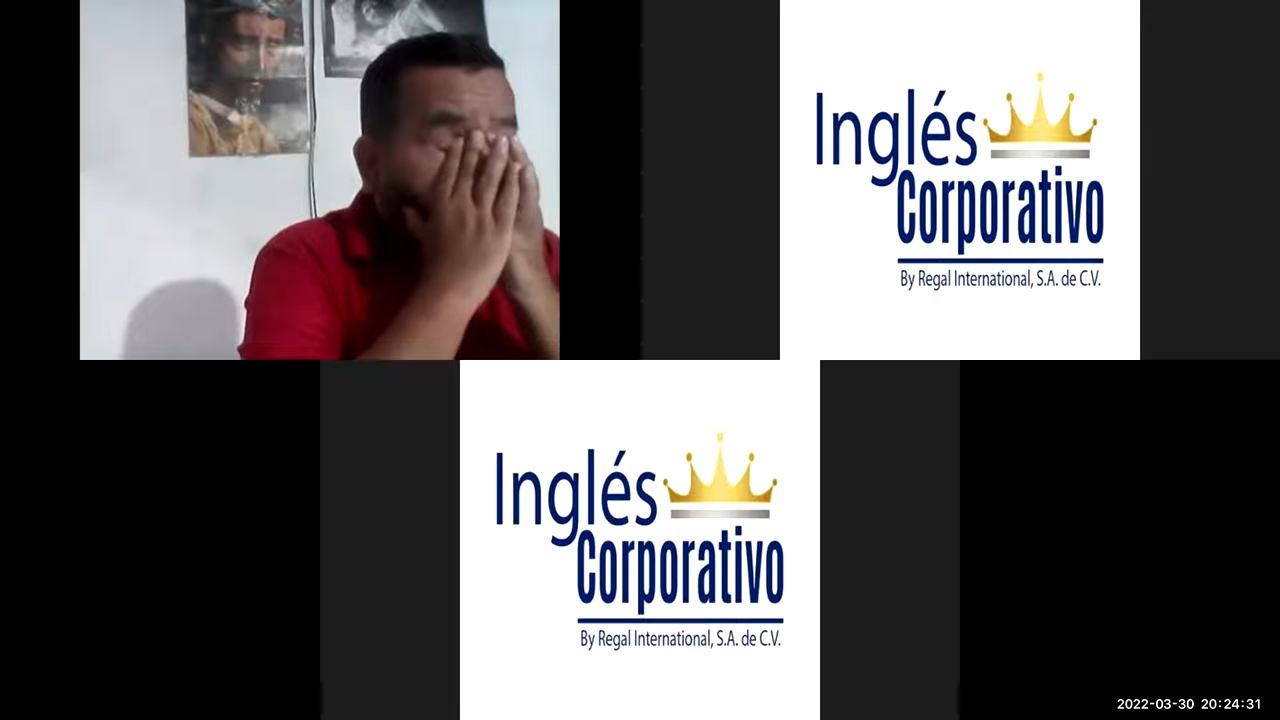 Inglés
Corporativo
By Regal International, S.A. de C.V.
Inglés
Corporativo
By Regal International, S.A. de C.V.
2022-03-30 20:24:31